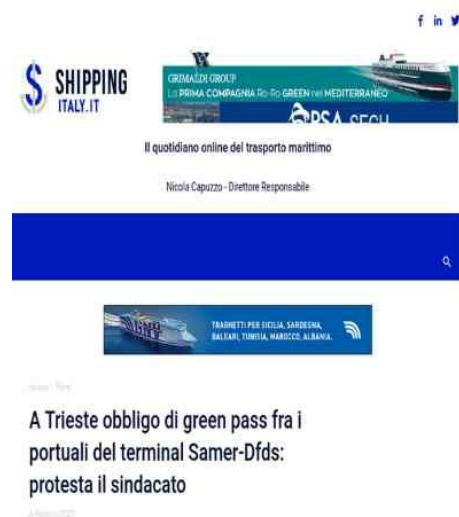 SHIPPING
ITALY.IT
GRIMALDI GROUP
LA PRIMA COMPAGNIA RO-RO GREEN NEL MEDITERRANEO
PSA SECH
Il quotidiano online del trasporto marittimo
Nicola Capuzzo - Direttore Responsabile
TRAGHETTI PER SICILIA, SARDEGNA,
BALEARI, TUNISIA, MAROCCO, ALBANIA.
A Trieste obbligo di green pass fra i
portuali del terminal Samer-Dfds:
protesta il sindacato